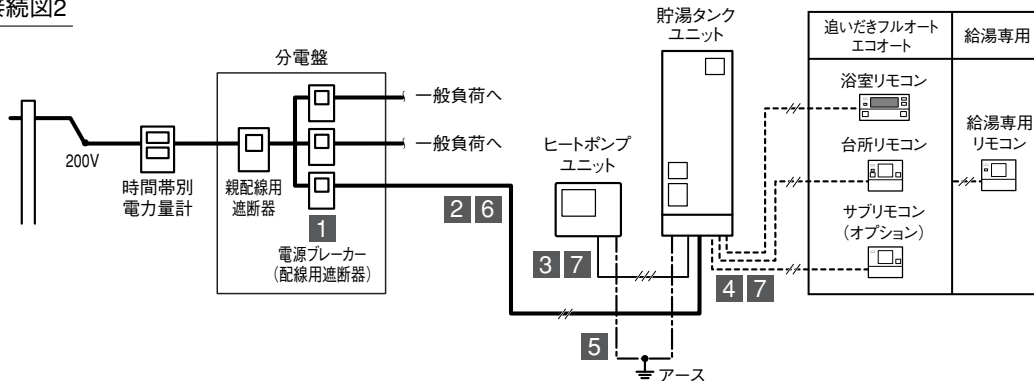 接続図2
分電盤
200V
時間帯別
電力量計
親配線用
遮断器
一般負荷へ
一般負荷へ
1
電源ブレーカー
(配線用遮断器)
2 6
ヒートポンプ
ユニット
3 7
貯湯タンク
ユニット
4 7
5
アース
追いだきフルオート
エコオート
給湯専用
浴室リモコン
台所リモコン
サブリモコン
(オプション)
給湯専用
リモコン